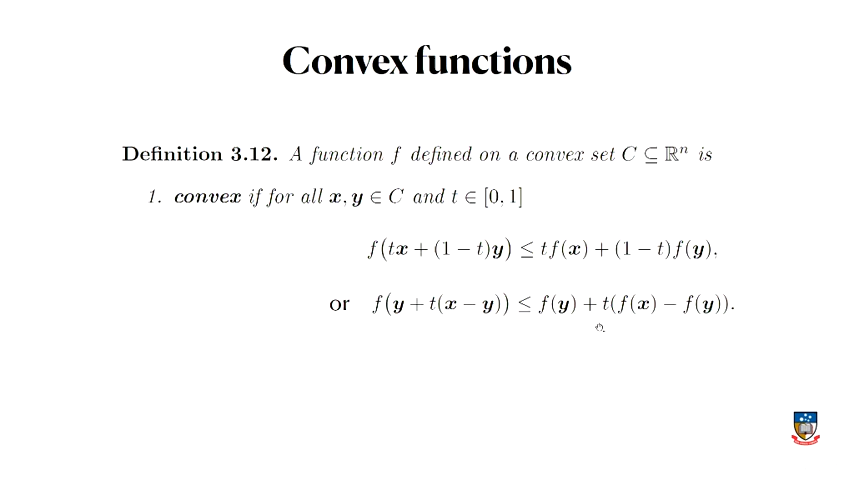 Convex functions
Definition 3.12. A function f defined on a convex set C ⊆ ℝⁿ is
1. convex if for all x, y ∈ C and t ∈ [0, 1]
f(tx + (1 − t)y) ≤ tf(x) + (1 − t)f(y),
or f(y + t(x − y)) ≤ f(y) + t(f(x) − f(y)).